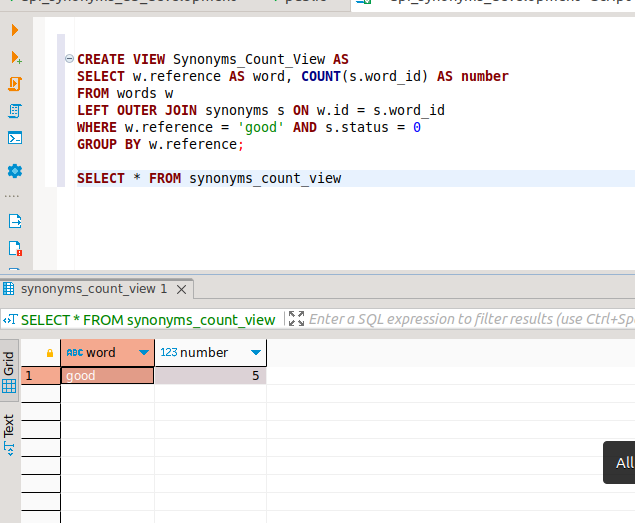 CREATE VIEW Synonyms_Count_View AS
SELECT w.reference AS word, COUNT(s.word_id) AS number
FROM words w
LEFT OUTER JOIN synonyms s ON w.id = s.word_id
WHERE w.reference = 'good' AND s.status = 0
GROUP BY w.reference;
SELECT * FROM synonyms_count_view
synonyms_count_view 1
SELECT * FROM synonyms_count_view
Enter a SQL expression to filter results (use Ctrl+Sp
Grid
Text
ABC word
123 number
1 good 5
All